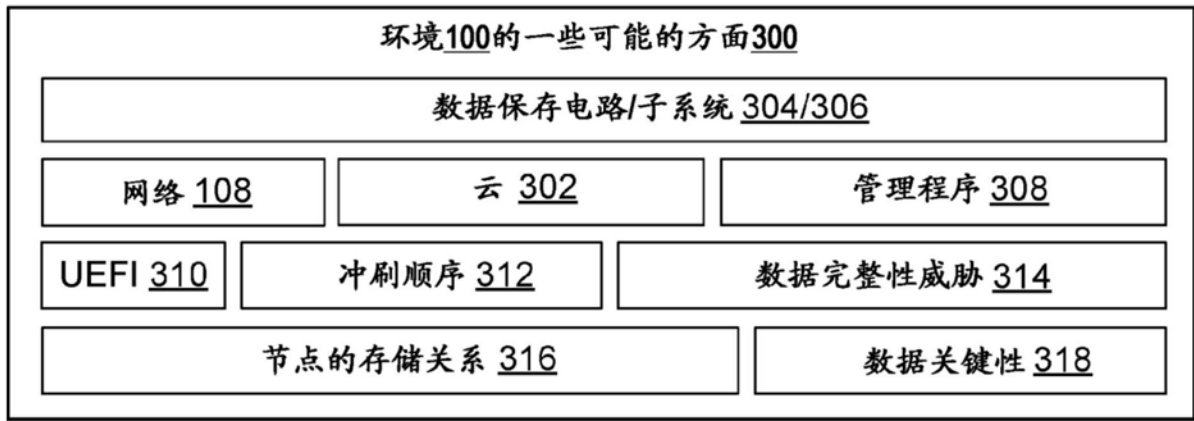 环境100的一些可能的方面300
数据保存电路/子系统 304/306
网络 108 云 302 管理程序 308
UEFI 310 冲刷顺序 312 数据完整性威胁 314
节点的存储关系 316 数据关键性 318